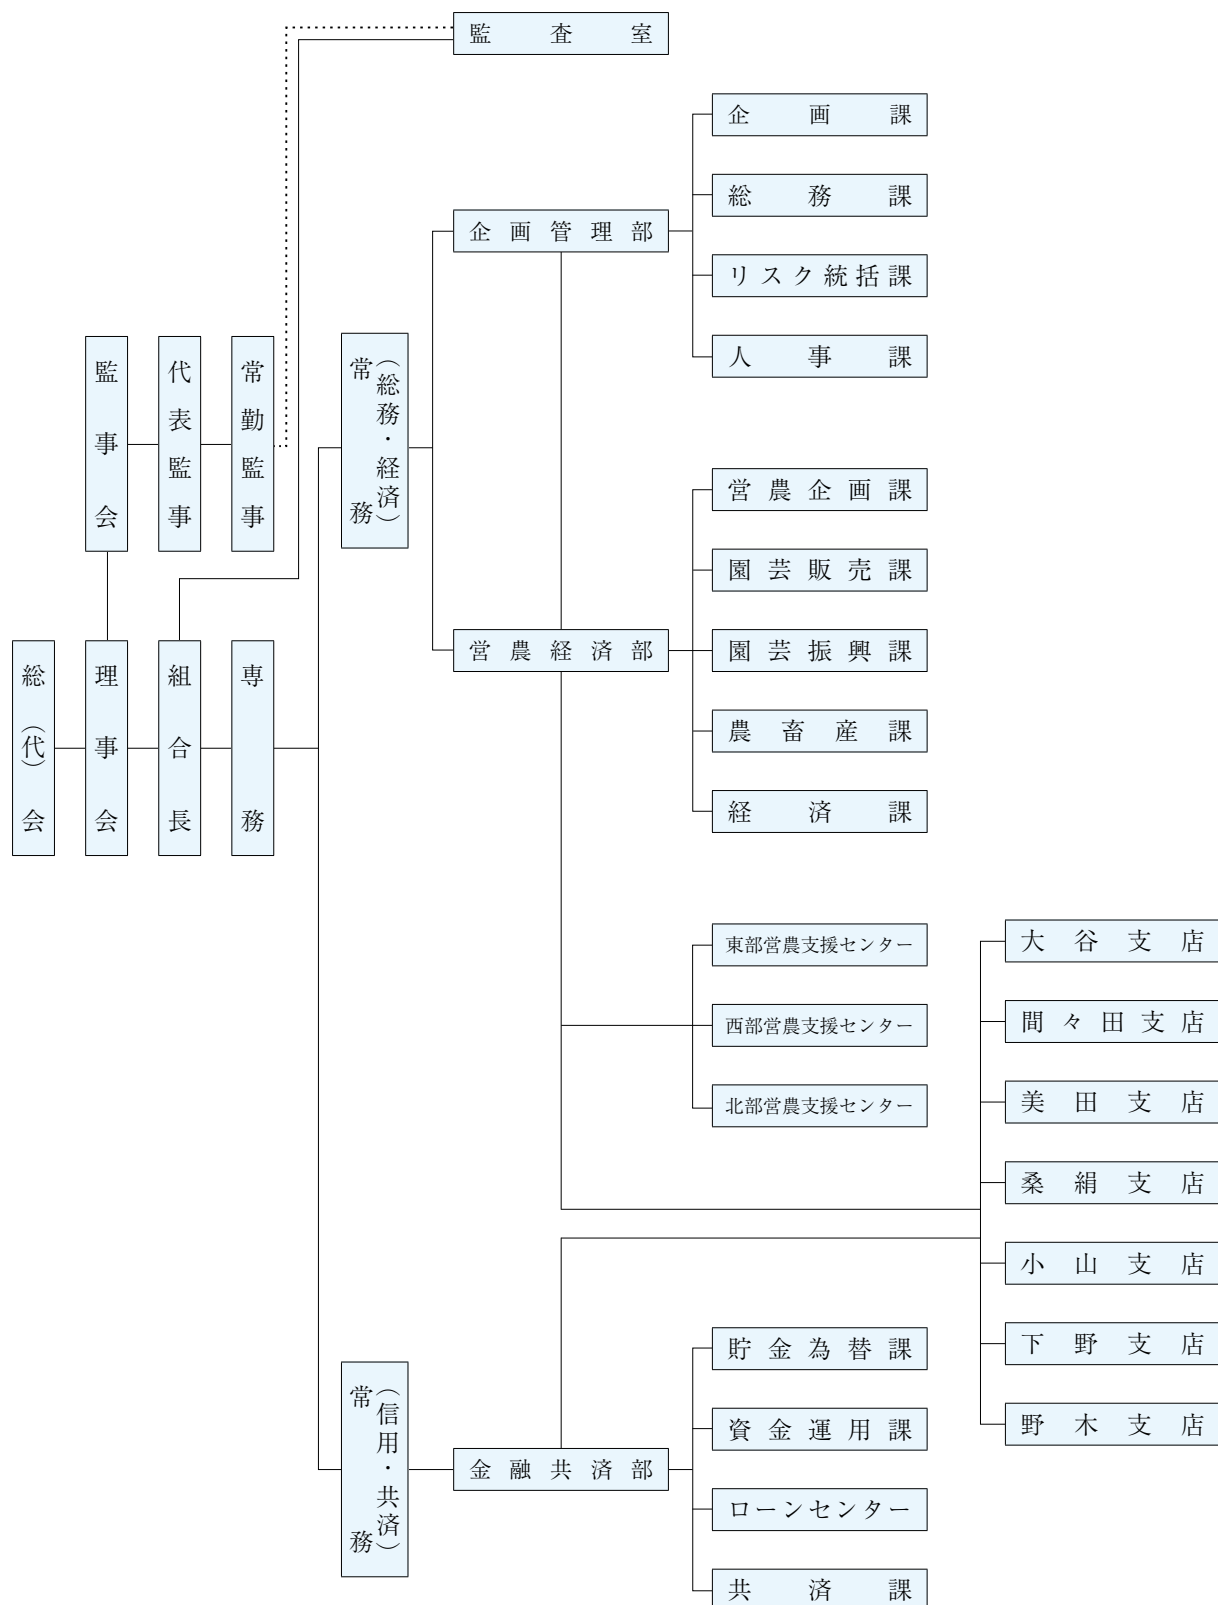 監査室
企画課
総務課
企画管理部
リスク統括課
人事課
監事会
代表監事
常勤監事
常務
(総務・経済)
営農企画課
園芸販売課
営農経済部
園芸振興課
農畜産課
経済課
総(代)会
理事会
組合長
専務
東部営農支援センター
西部営農支援センター
北部営農支援センター
大谷支店
間々田支店
美田支店
桑絹支店
小山支店
下野支店
野木支店
常務
(信用・共済)
金融共済部
貯金為替課
資金運用課
ローンセンター
共済課